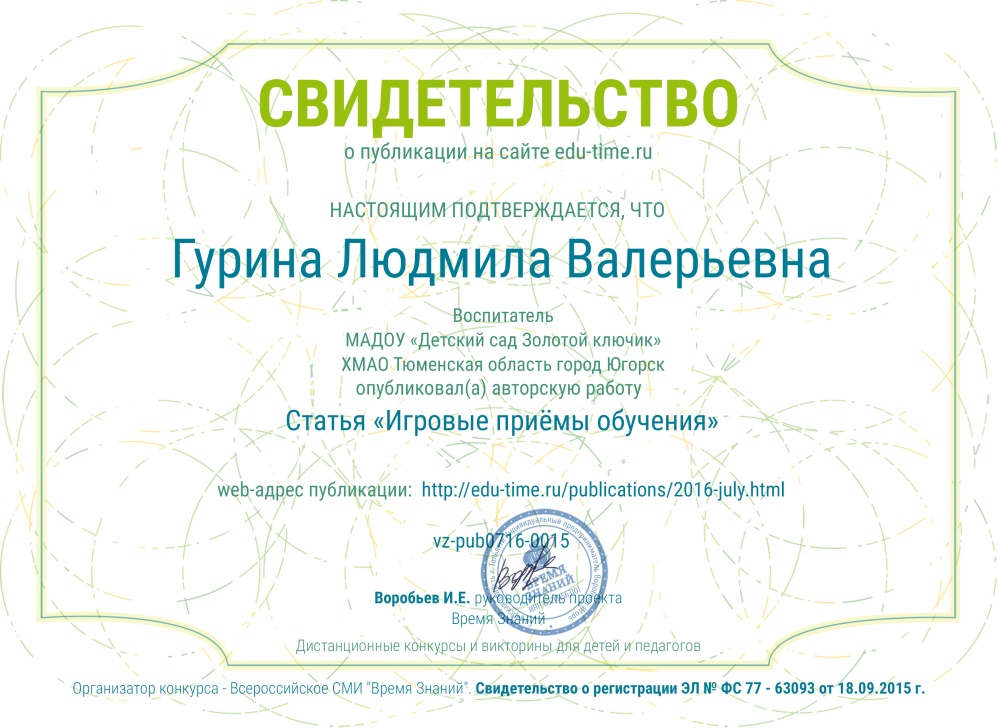 СВИДЕТЕЛЬСТВО
о публикации на сайте edu-time.ru
НАСТОЯЩИМ ПОДТВЕРЖДАЕТСЯ, ЧТО
Гурина Людмила Валерьевна
Воспитатель
МАДОУ «Детский сад Золотой ключик»
ХМАО Тюменская область город Югорск
опубликовал(а) авторскую работу
Статья «Игровые приёмы обучения»
web-адрес публикации: http://edu-time.ru/publications/2016-july.html
vz-pub0716-0015
ВРЕМЯ
ЗНАНИЙ
Воробьев И.Е. руководитель проекта
Время Знаний
Дистанционные конкурсы и викторины для детей и педагогов
Организатор конкурса - Всероссийское СМИ "Время Знаний". Свидетельство о регистрации ЭЛ № ФС 77 - 63093 от 18.09.2015 г.